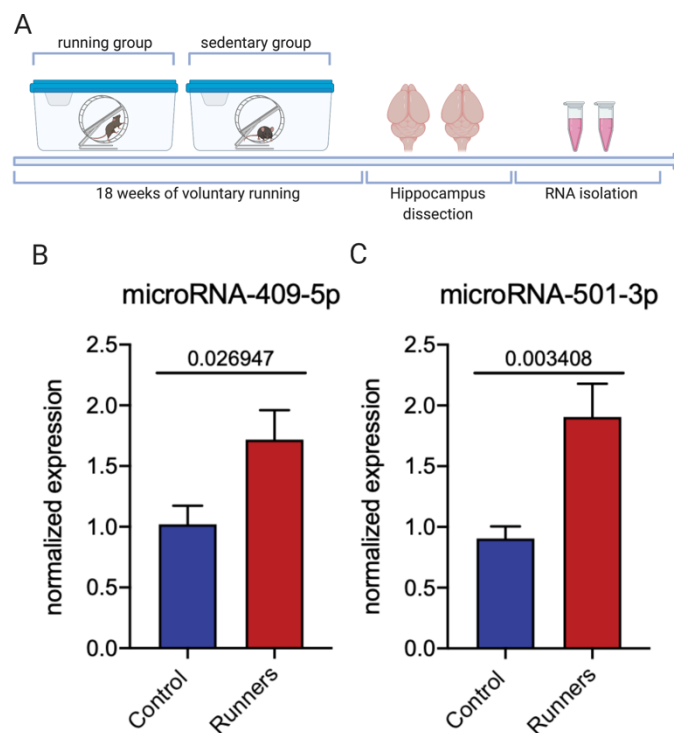 A
running group
sedentary group
18 weeks of voluntary running
Hippocampus
dissection
RNA isolation
B
microRNA-409-5p
normalized expression
2.5
2.0
1.5
1.0
0.5
0.0
0.026947
Control
Runners
C
microRNA-501-3p
normalized expression
2.5
2.0
1.5
1.0
0.5
0.0
0.003408
Control
Runners